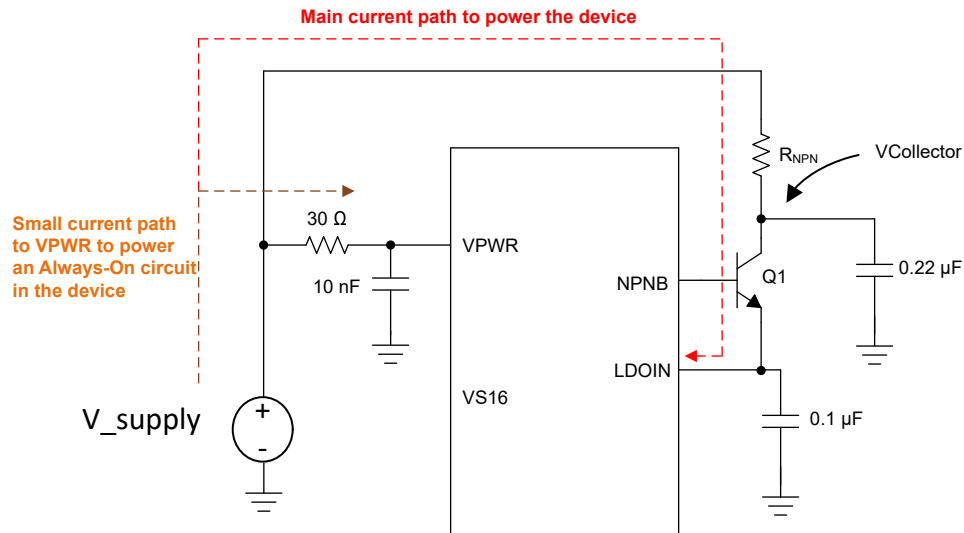 Main current path to power the device
R_NPN
VCollector
Small current path
to VPWR to power
an Always-On circuit
in the device
30 Ω
10 nF
VPWR
NPNB
Q1
0.22 µF
LDOIN
VS16
V_supply
+
-
0.1 µF